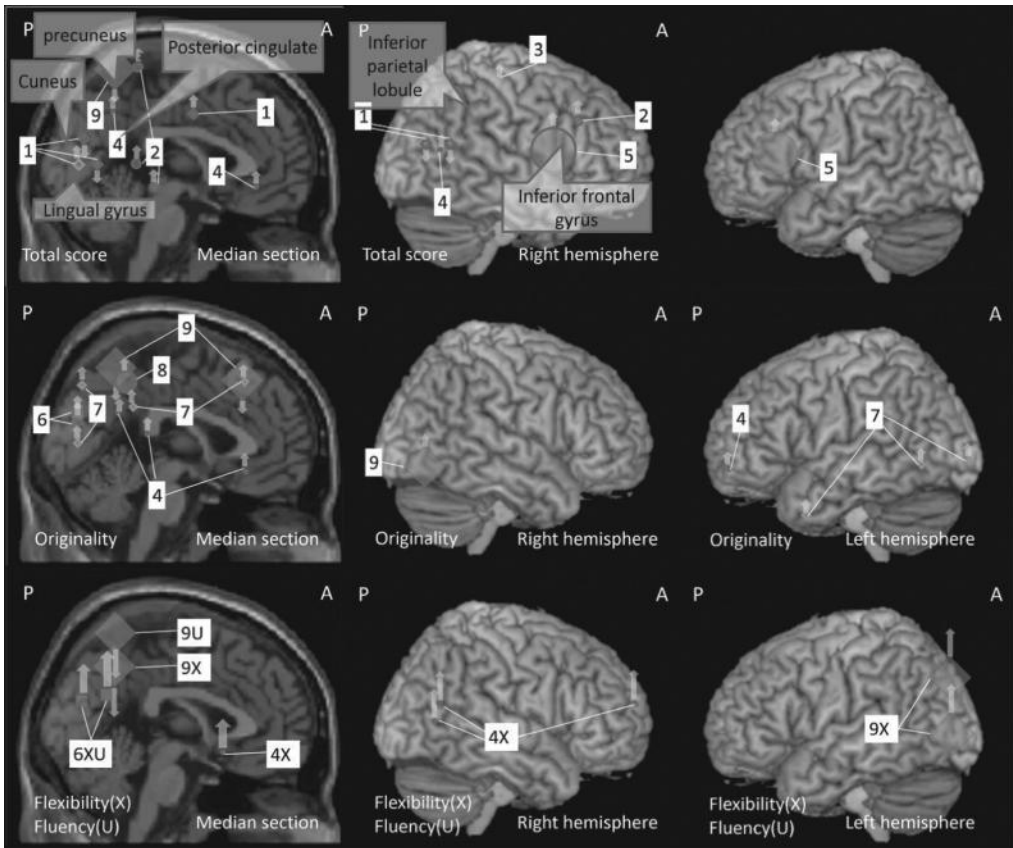 P
A
precuneus
Posterior cingulate
Cuneus
9
4
2
1
1
4
Lingual gyrus
Total score
Median section
P
A
Inferior
parietal
lobule
3
1
2
5
4
Inferior frontal
gyrus
Total score
Right hemisphere
5
P
A
9
8
6
7
7
4
Originality
Median section
P
A
9
Originality
Right hemisphere
P
A
4
7
Originality
Left hemisphere
P
A
9U
9X
6XU
4X
Flexibility(X)
Fluency(U)
Median section
P
A
4X
Flexibility(X)
Fluency(U)
Right hemisphere
P
A
9X
Flexibility(X)
Fluency(U)
Left hemisphere